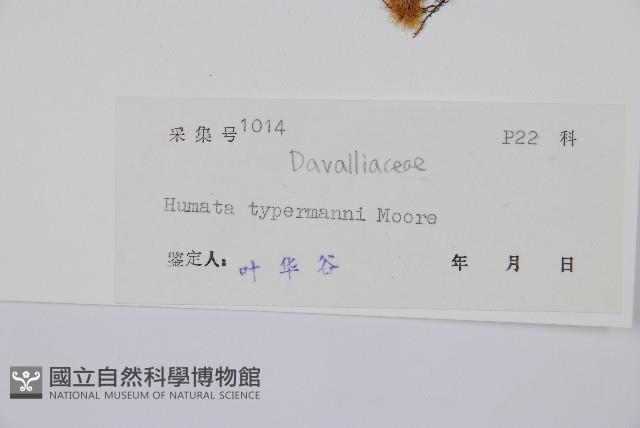 采集号1014 P22 科
Davalliaceae
Humata typermanni Moore
鉴定人: 叶华谷 年 月 日
國立自然科學博物館
NATIONAL MUSEUM OF NATURAL SCIENCE